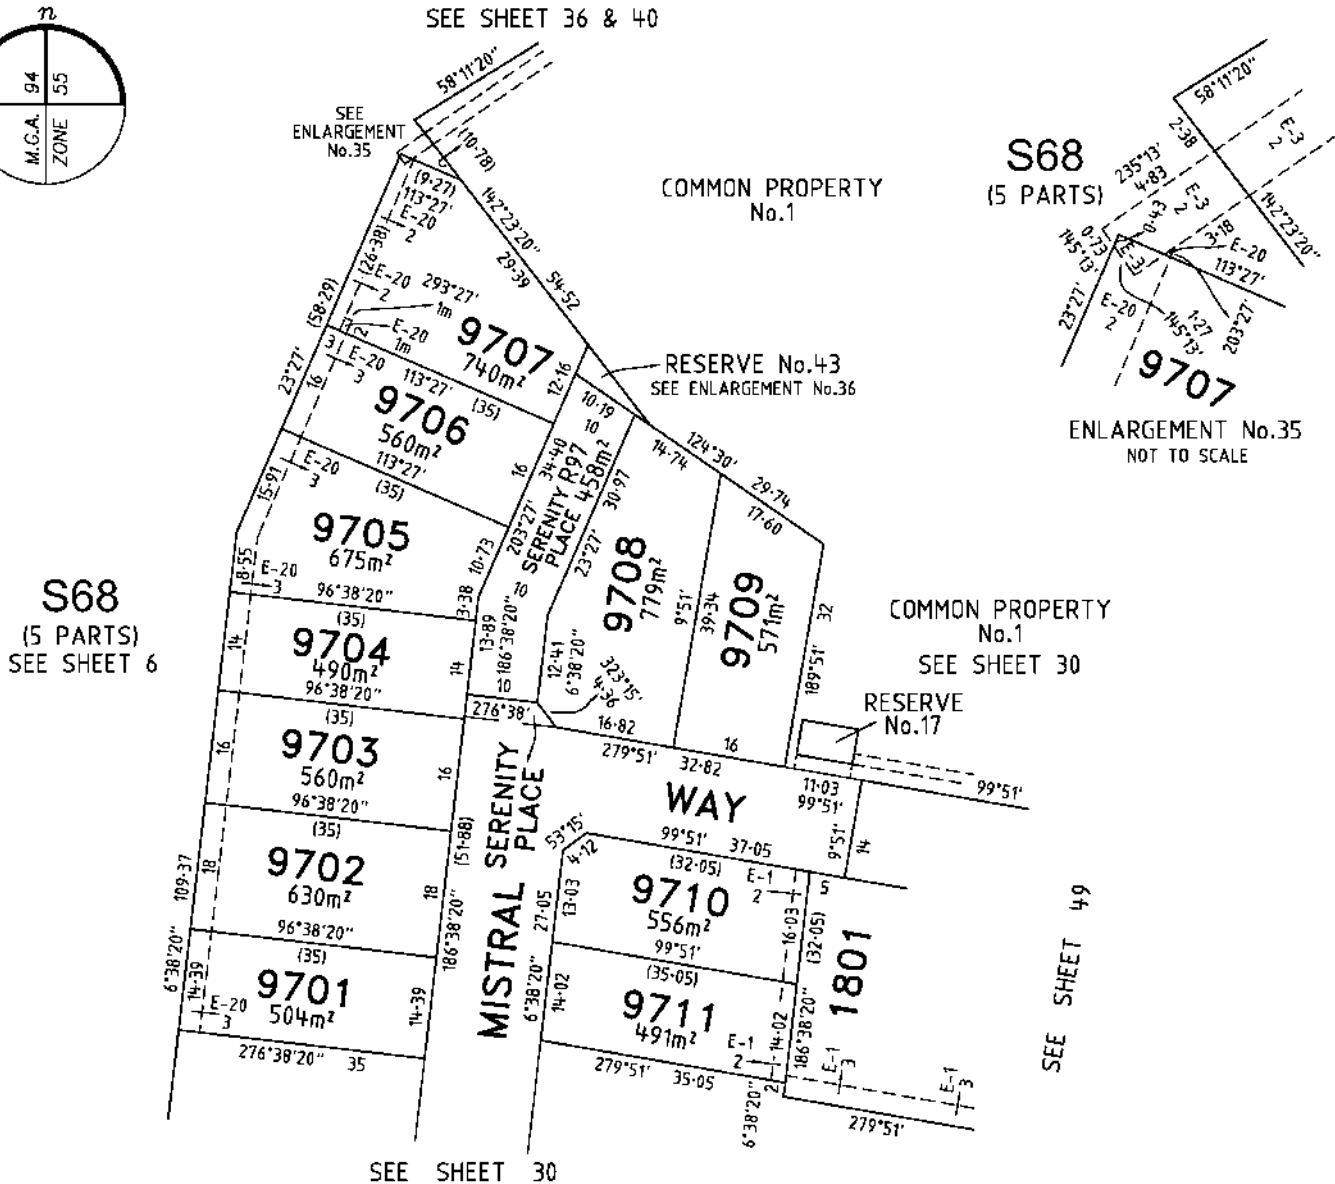 n
M.G.A. 94
ZONE 55
SEE SHEET 36 & 40
58°11'20"
SEE
ENLARGEMENT
No.35
(10·78)
(9·27)
113°27'
E-20
2
142°23'20"
29·39
54·52
COMMON PROPERTY
No.1
(26·38)
(58·29)
E-20
2
293°27'
1m
E-20
2
1m
9707
740m²
12·16
RESERVE No.43
SEE ENLARGEMENT No.36
23°27'
3
E-20
3
16
113°27'
(35)
9706
560m²
113°27'
(35)
16
10·19
10
34·40
203°27'
SERENITY R97
PLACE 458m²
30·97
23°27'
14·74
124°30'
29·74
17·60
15·91
E-20
3
9705
675m²
10·73
8·55
E-20
3
96°38'20"
(35)
3·38
10
13·89
186°38'20"
10
12·41
6°38'20"
323°15'
4·36
9708
779m²
9°51'
39·34
9709
571m²
32
189°51'
S68
(5 PARTS)
SEE SHEET 6
14
9704
490m²
96°38'20"
(35)
14
276°38'
16·82
279°51'
32·82
16
COMMON PROPERTY
No.1
SEE SHEET 30
RESERVE
No.17
11·03
99°51'
99°51'
16
9703
560m²
96°38'20"
(35)
16
MISTRAL SERENITY
PLACE
WAY
9°51'
14
109·37
18
9702
630m²
96°38'20"
(35)
(51·88)
18
186°38'20"
53°15'
4·12
99°51' 37·05
(32·05)
27·05
13·03
9710
556m²
E-1
2
16·03
5
(32·05)
99°51'
(35·05)
6°38'20"
14·39
E-20
3
9701
504m²
14·39
276°38'20" 35
6°38'20"
14·02
9711
491m²
E-1
2
14·02
186°38'20"
1801
E-1
3
E-1
3
279°51' 35·05
2
6°38'20"
279°51'
SEE SHEET 49
SEE SHEET 30
58°11'20"
S68
(5 PARTS)
2·38
235°13'
4·83
E-3
2
E-3
2
142°23'20"
0·43
0·73
145°13'
E-3
3·18
E-20
113°27'
23°27'
E-20
2
1·27
145°13'
203°27'
9707
ENLARGEMENT No.35
NOT TO SCALE